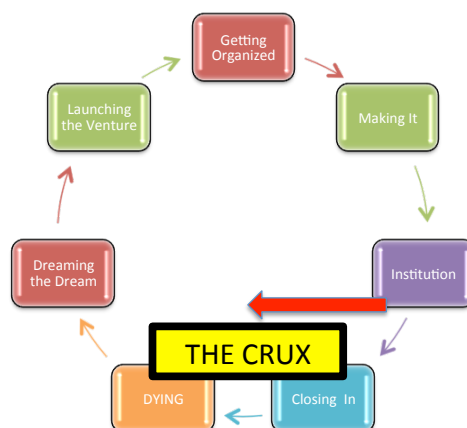 Getting
Organized
Launching
the Venture
Making It
Dreaming
the Dream
Institution
THE CRUX
DYING
Closing In